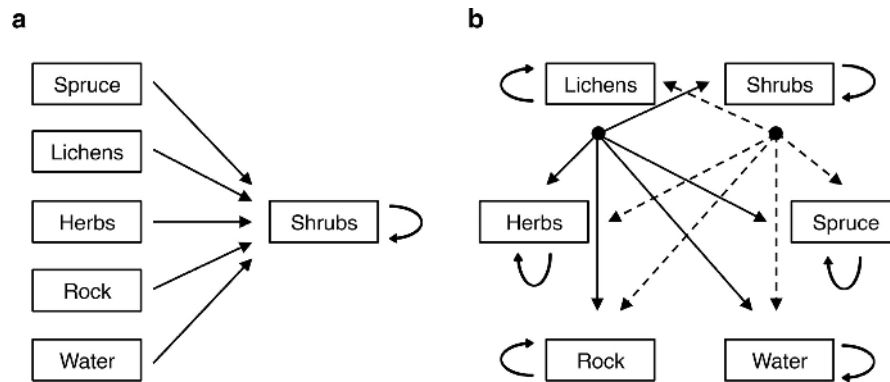 a
Spruce
Lichens
Herbs
Rock
Water
Shrubs
b
Lichens
Shrubs
Herbs
Spruce
Rock
Water